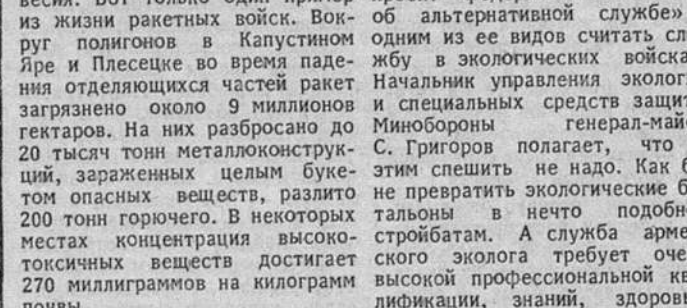 из жизни ракетных войск. Вок-
руг полигонов в Капустином
Яре и Плесецке во время паде-
ния отделяющихся частей ракет
загрязнено около 9 миллионов
гектаров. На них разбросано до
20 тысяч тонн металлоконструк-
ций, зараженных целым буке-
том опасных веществ, разлито
200 тонн горючего. В некоторых
местах концентрация высоко-
токсичных веществ достигает
270 миллиграммов на килограмм
почвы.
об альтернативной службе»
одним из ее видов считать сл
жбу в экологических войска
Начальник управления эколог
и специальных средств защит
Минобороны генерал-май
С. Григоров полагает, что
этим спешить не надо. Как б
не превратить экологические б
тальоны в нечто подобн
стройбатам. А служба арме
ского эколога требует оче
высокой профессиональной кв
лификации, знаний, здоров